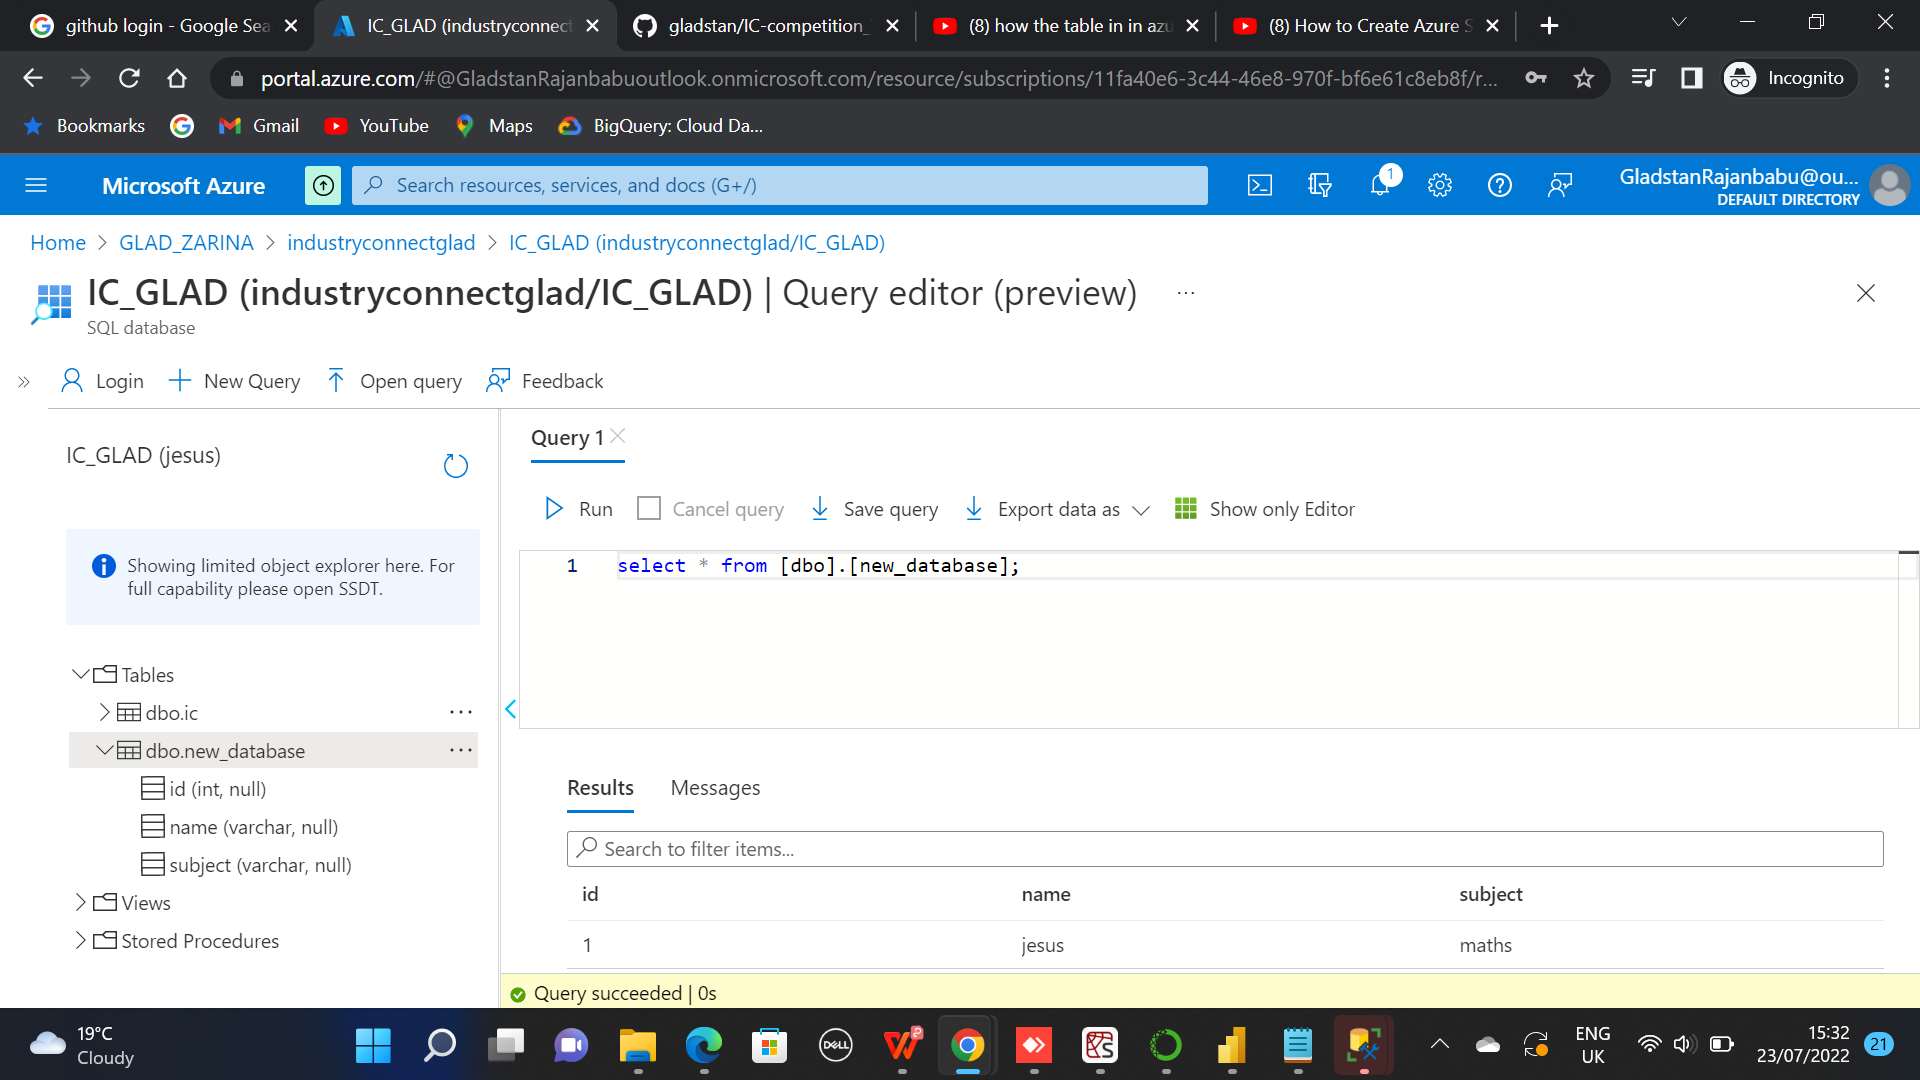 github login - Google Sea
IC_GLAD (industryconnect
gladstan/IC-competition_
(8) how the table in in azu
(8) How to Create Azure S
portal.azure.com/#@GladstanRajanbabuoutlook.onmicrosoft.com/resource/subscriptions/11fa40e6-3c44-46e8-970f-bf6e61c8eb8f/r...
Incognito
Bookmarks
Gmail
YouTube
Maps
BigQuery: Cloud Da...
Microsoft Azure
Search resources, services, and docs (G+/)
1
GladstanRajanbabu@ou...
DEFAULT DIRECTORY
Home > GLAD_ZARINA > industryconnectglad > IC_GLAD (industryconnectglad/IC_GLAD)
IC_GLAD (industryconnectglad/IC_GLAD) | Query editor (preview) ...
SQL database
Login
New Query
Open query
Feedback
IC_GLAD (jesus)
Showing limited object explorer here. For
full capability please open SSDT.
Tables
dbo.ic ...
dbo.new_database ...
id (int, null)
name (varchar, null)
subject (varchar, null)
Views
Stored Procedures
Query 1
Run
Cancel query
Save query
Export data as
Show only Editor
1 select * from [dbo].[new_database];
Results
Messages
Search to filter items...
id name subject
1 jesus maths
Query succeeded | 0s
19°C
Cloudy
DELL
ENG
UK
15:32
23/07/2022
21